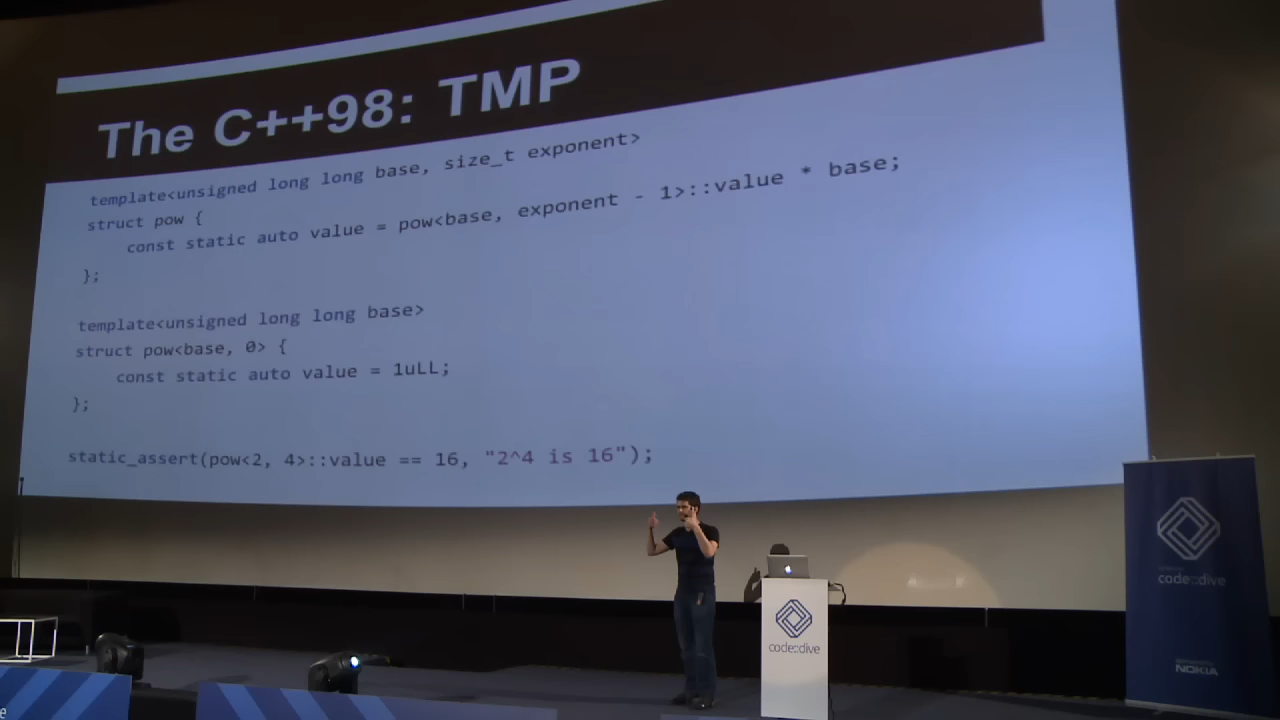 The C++98: TMP
template<unsigned long long base, size_t exponent>
struct pow {
const static auto value = pow<base, exponent - 1>::value * base;
};
template<unsigned long long base>
struct pow<base, 0> {
const static auto value = 1uLL;
};
static_assert(pow<2, 4>::value == 16, "2^4 is 16");
code::dive
code::dive
NOKIA
e